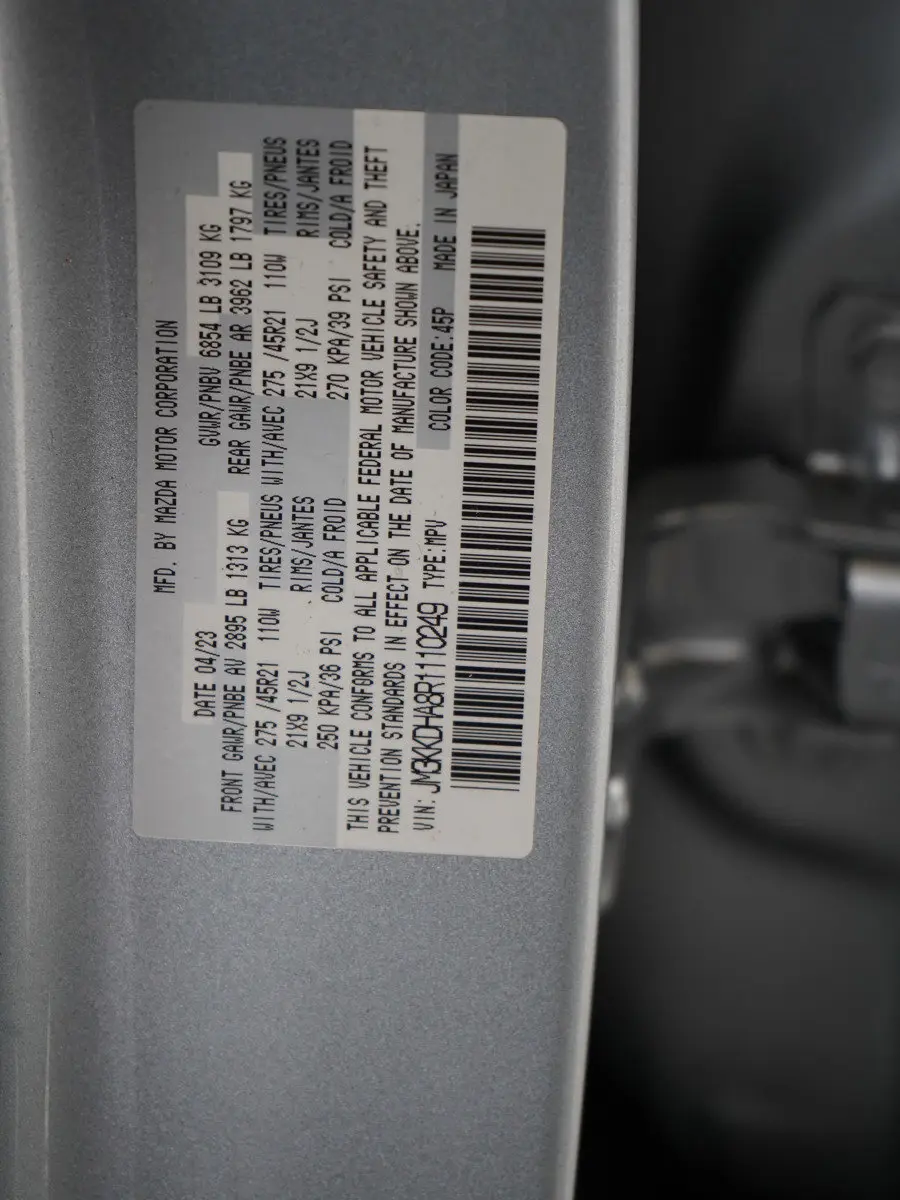 MFD. BY MAZDA MOTOR CORPORATION
DATE 04/23 GVWR/PNBV 6854 LB 3109 KG
FRONT GAWR/PNBE AV 2895 LB 1313 KG REAR GAWR/PNBE AR 3962 LB 1797 KG
WITH/AVEC 275 /45R21 110W TIRES/PNEUS WITH/AVEC 275 /45R21 110W TIRES/PNEUS
21X9 1/2J RIMS/JANTES 21X9 1/2J RIMS/JANTES
250 KPA/36 PSI COLD/A FROID 270 KPA/39 PSI COLD/A FROID
THIS VEHICLE CONFORMS TO ALL APPLICABLE FEDERAL MOTOR VEHICLE SAFETY AND THEFT
PREVENTION STANDARDS IN EFFECT ON THE DATE OF MANUFACTURE SHOWN ABOVE.
VIN: JM3KKDHA8R1110249 TYPE:MPV COLOR CODE:45P MADE IN JAPAN